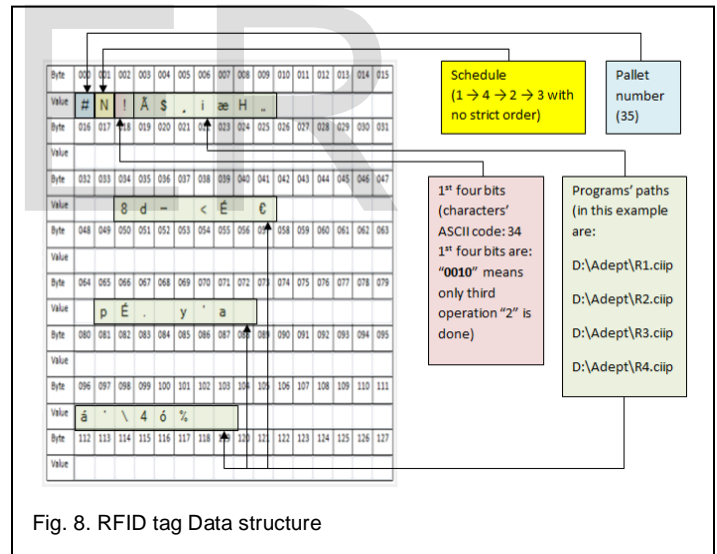 ER
Byte 000 001 002 003 004 005 006 007 008 009 010 011 012 013 014 015
Value # N ! Ã $ . i æ H ..
Byte 016 017 018 019 020 021 023 024 025 026 027 028 029 030 031
Value
Byte 032 033 034 035 036 037 038 039 040 041 042 043 044 045 046 047
Value 8 d – < É €
Byte 048 049 050 051 052 053 054 055 056 058 059 060 061 062 063
Value
Byte 064 065 066 067 068 069 070 071 072 073 074 075 076 077 078 079
Value p É . y ˙ a
Byte 080 081 082 083 084 085 086 087 089 090 091 092 093 094 095
Value
Byte 096 097 098 099 100 101 102 103 104 105 106 107 108 109 110 111
Value á ˙ \ 4 ó %
Byte 112 113 114 115 116 117 118 120 121 122 123 124 125 126 127
Value
Schedule
(1 → 4 → 2 → 3 with
no strict order)
Pallet
number
(35)
1st four bits
(characters'
ASCII code: 34
1st four bits are:
“0010” means
only third
operation “2” is
done)
Programs' paths
(in this example
are:
D:\Adept\R1.ciip
D:\Adept\R2.ciip
D:\Adept\R3.ciip
D:\Adept\R4.ciip
Fig. 8. RFID tag Data structure